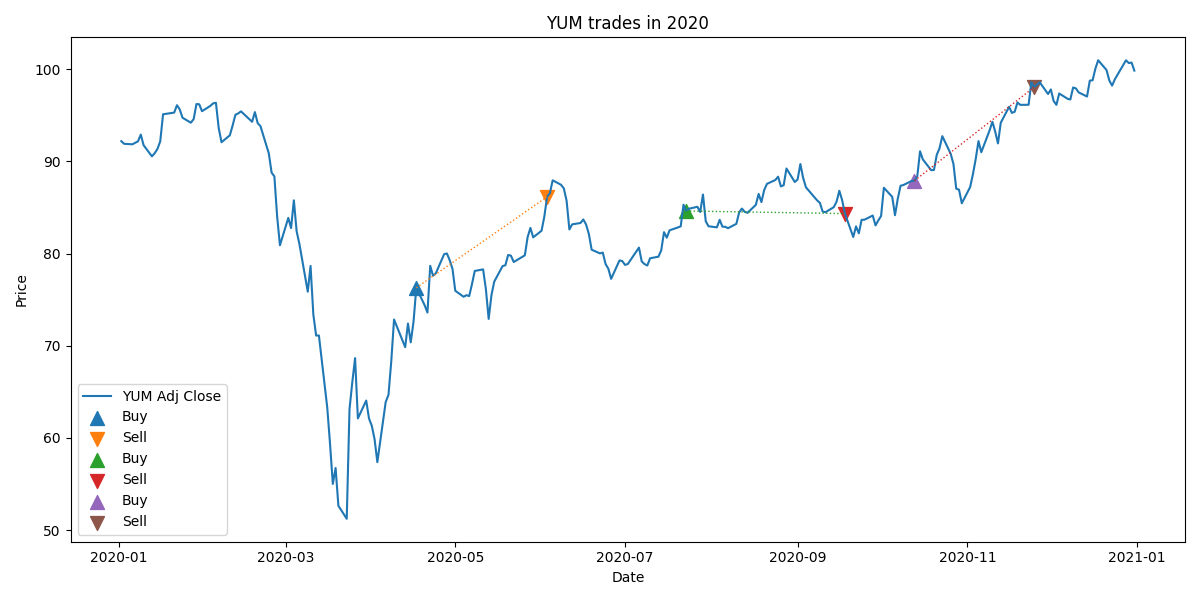 YUM trades in 2020
Price
100
90
80
70
60
50
YUM Adj Close
Buy
Sell
Buy
Sell
Buy
Sell
2020-01 2020-03 2020-05 2020-07 2020-09 2020-11 2021-01
Date